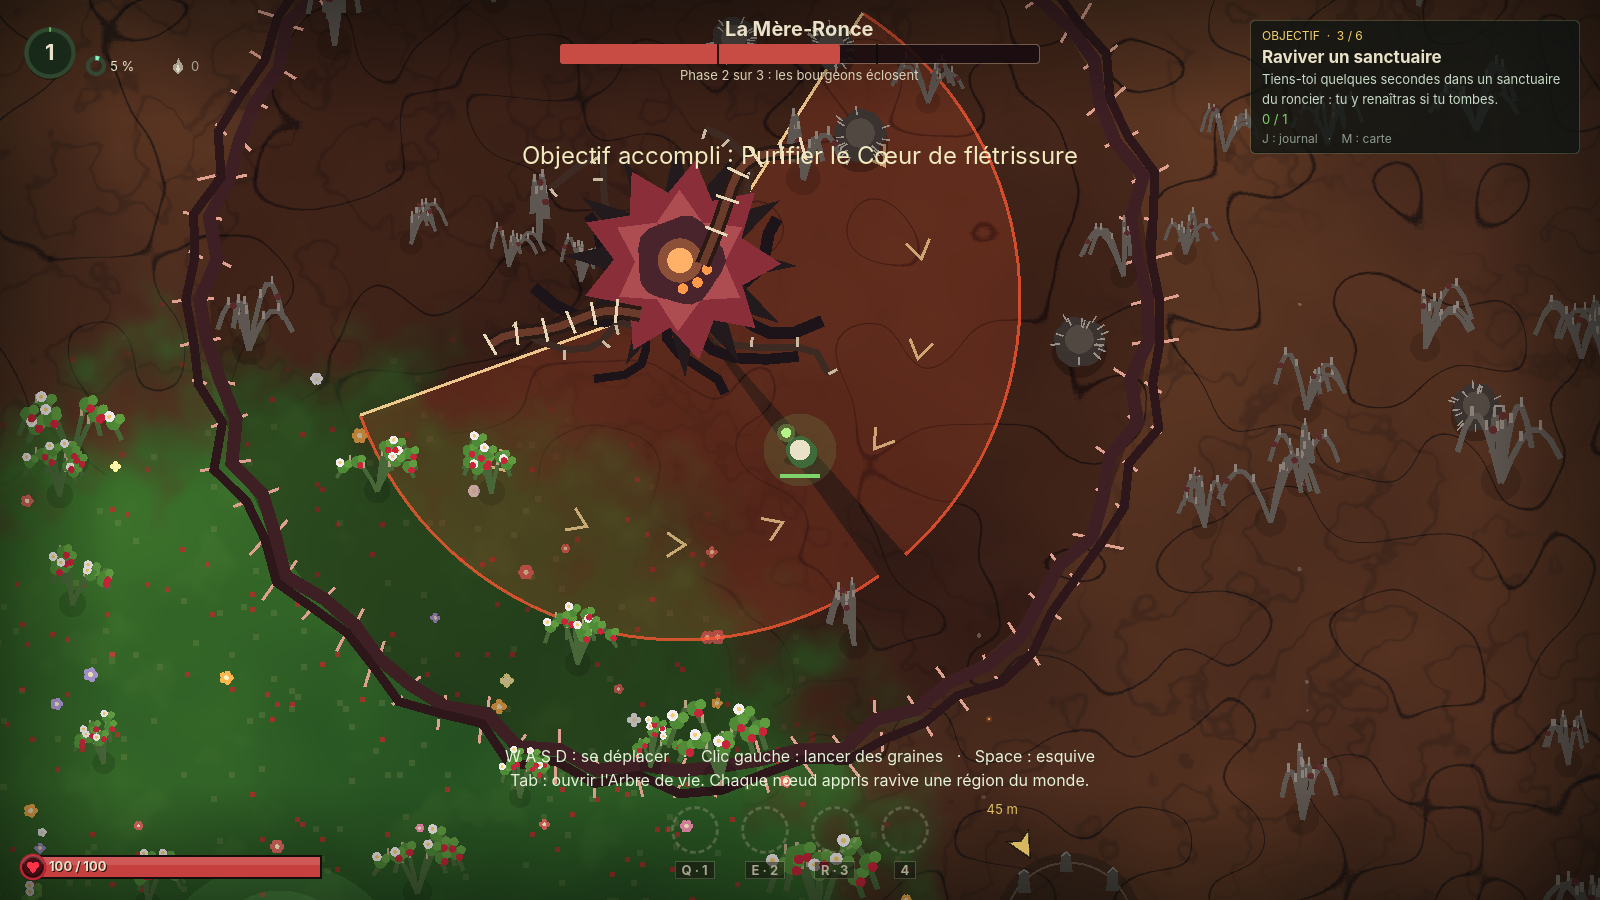 La Mère-Ronce
Phase 2 sur 3 : les bourgeons éclosent
1
5 %
0
OBJECTIF · 3 / 6
Raviver un sanctuaire
Tiens-toi quelques secondes dans un sanctuaire
du roncier : tu y renaîtras si tu tombes.
0 / 1
J : journal · M : carte
Objectif accompli : Purifier le Cœur de flétrissure
W A S D : se déplacer · Clic gauche : lancer des graines · Space : esquive
Tab : ouvrir l'Arbre de vie. Chaque nœud appris ravive une région du monde.
45 m
100 / 100
Q · 1
E · 2
R · 3
4